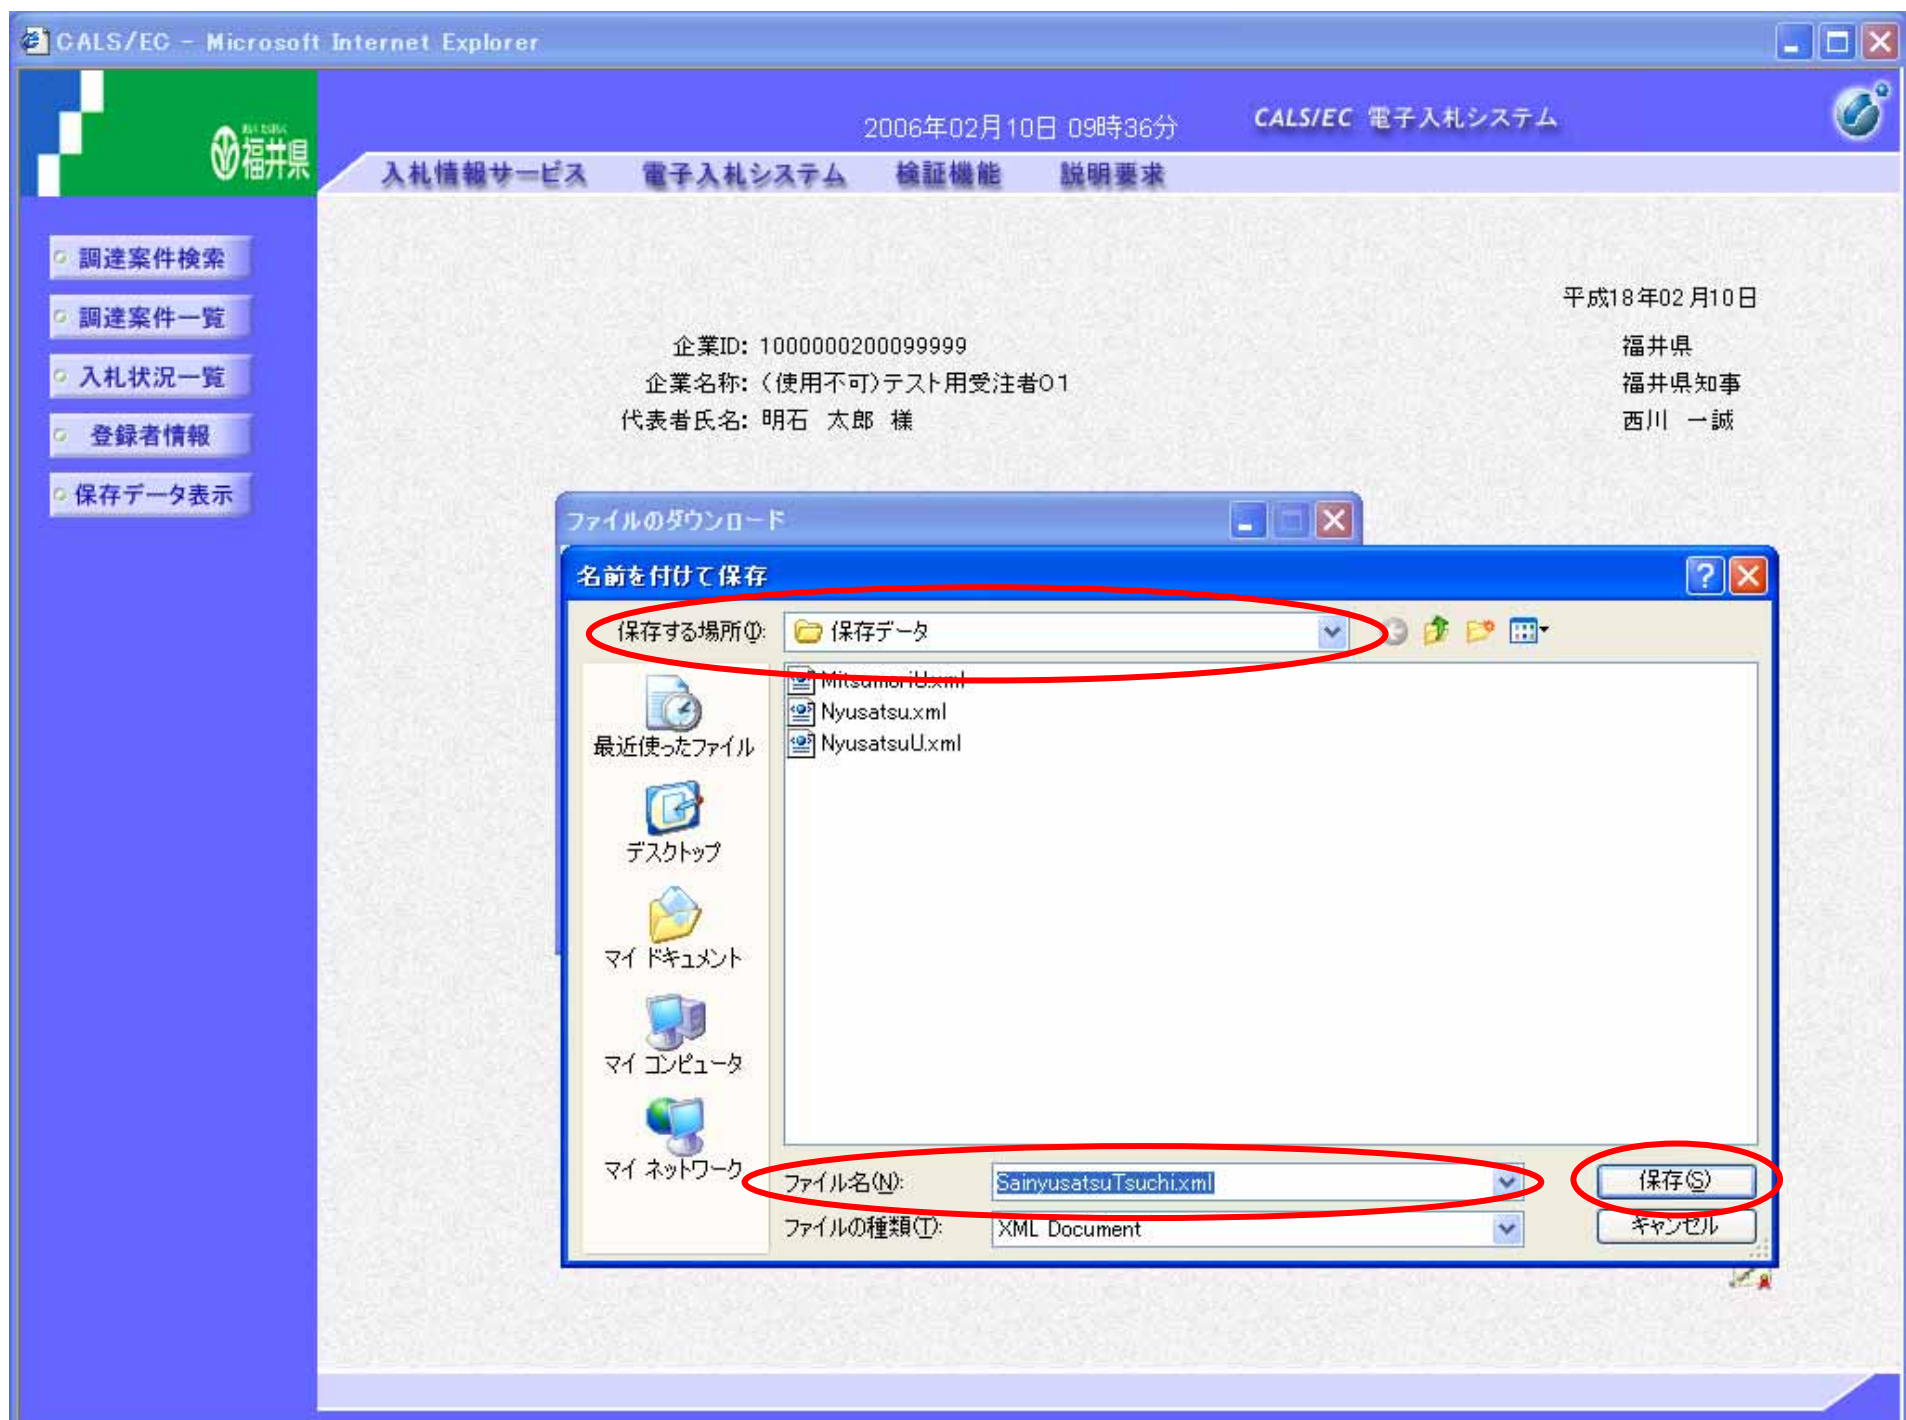 CALS/EC - Microsoft Internet Explorer
福井県
2006年02月10日 09時36分
CALS/EC 電子入札システム
入札情報サービス
電子入札システム
検証機能
説明要求
調達案件検索
調達案件一覧
入札状況一覧
登録者情報
保存データ表示
平成18年02月10日
企業ID: 1000000200099999
福井県
企業名称: (使用不可)テスト用受注者01
福井県知事
代表者氏名: 明石 太郎 様
西川 一誠
ファイルのダウンロード
名前を付けて保存
保存する場所(I):
保存データ
MitsumoriU.xml
Nyusatsu.xml
NyusatsuU.xml
最近使ったファイル
デスクトップ
マイ ドキュメント
マイ コンピュータ
マイ ネットワーク
ファイル名(N):
SainyusatsuTsuchi.xml
保存(S)
ファイルの種類(T):
XML Document
キャンセル